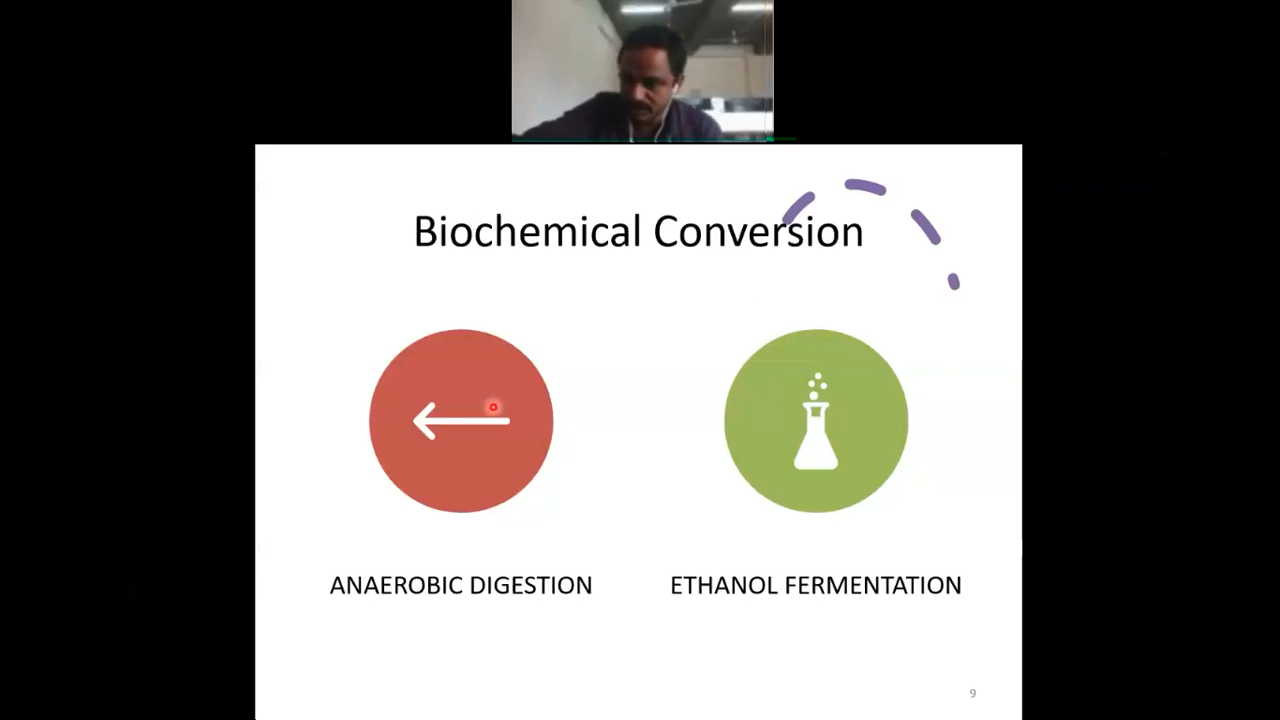 Biochemical Conversion
ANAEROBIC DIGESTION
ETHANOL FERMENTATION
9